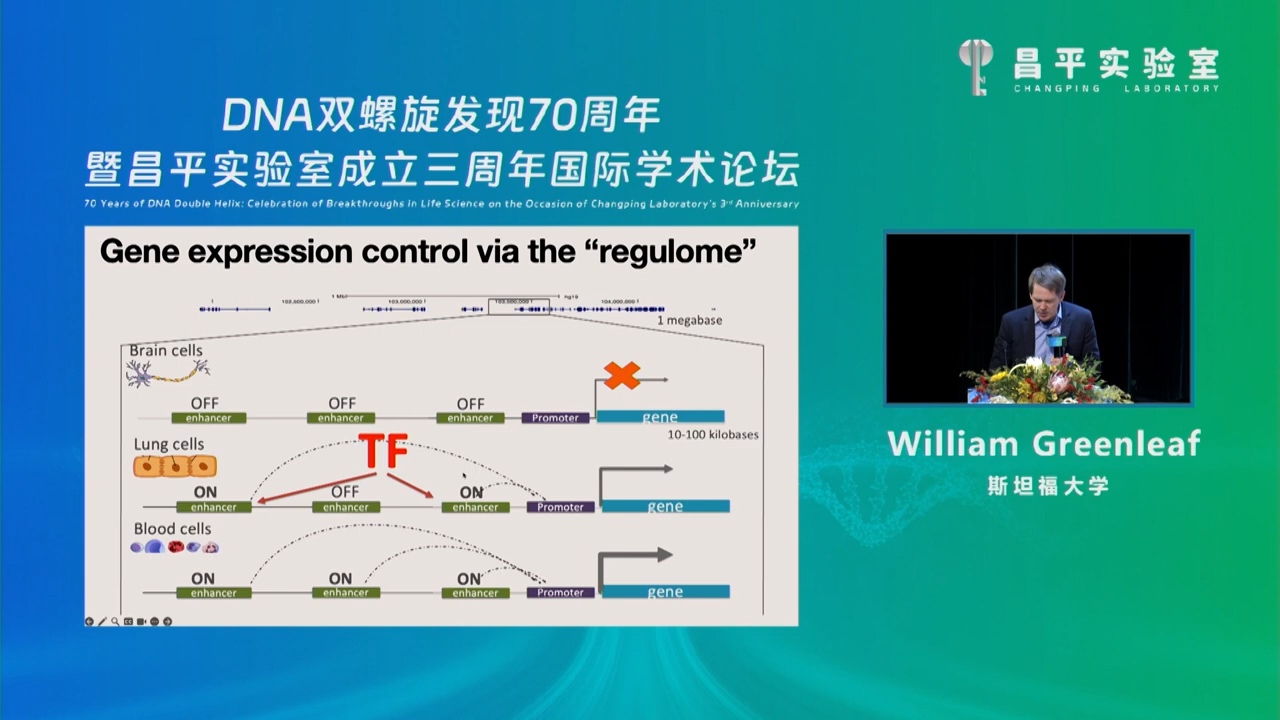 昌平实验室
CHANGPING LABORATORY
DNA双螺旋发现70周年
暨昌平实验室成立三周年国际学术论坛
70 Years of DNA Double Helix: Celebration of Breakthroughs in Life Science on the Occasion of Changping Laboratory's 3rd Anniversary
Gene expression control via the “regulome”
103,000,000
103,500,000
104,000,000
1 megabase
Brain cells
OFF OFF OFF
enhancer enhancer enhancer Promoter gene
10-100 kilobases
Lung cells
TF
ON OFF ON
enhancer enhancer enhancer Promoter gene
Blood cells
ON ON ON
enhancer enhancer enhancer Promoter gene
William Greenleaf
斯坦福大学